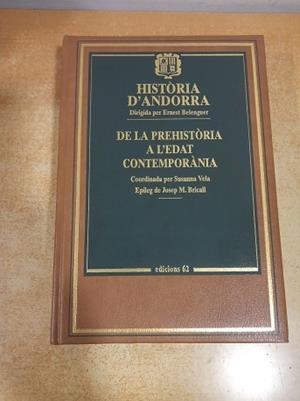 HISTÒRIA
D'ANDORRA
Dirigida per Ernest Belenguer
DE LA PREHISTÒRIA
A L'EDAT
CONTEMPORÀNIA
Coordinada per Susanna Vela
Epíleg de Josep M. Bricall
edicions 62